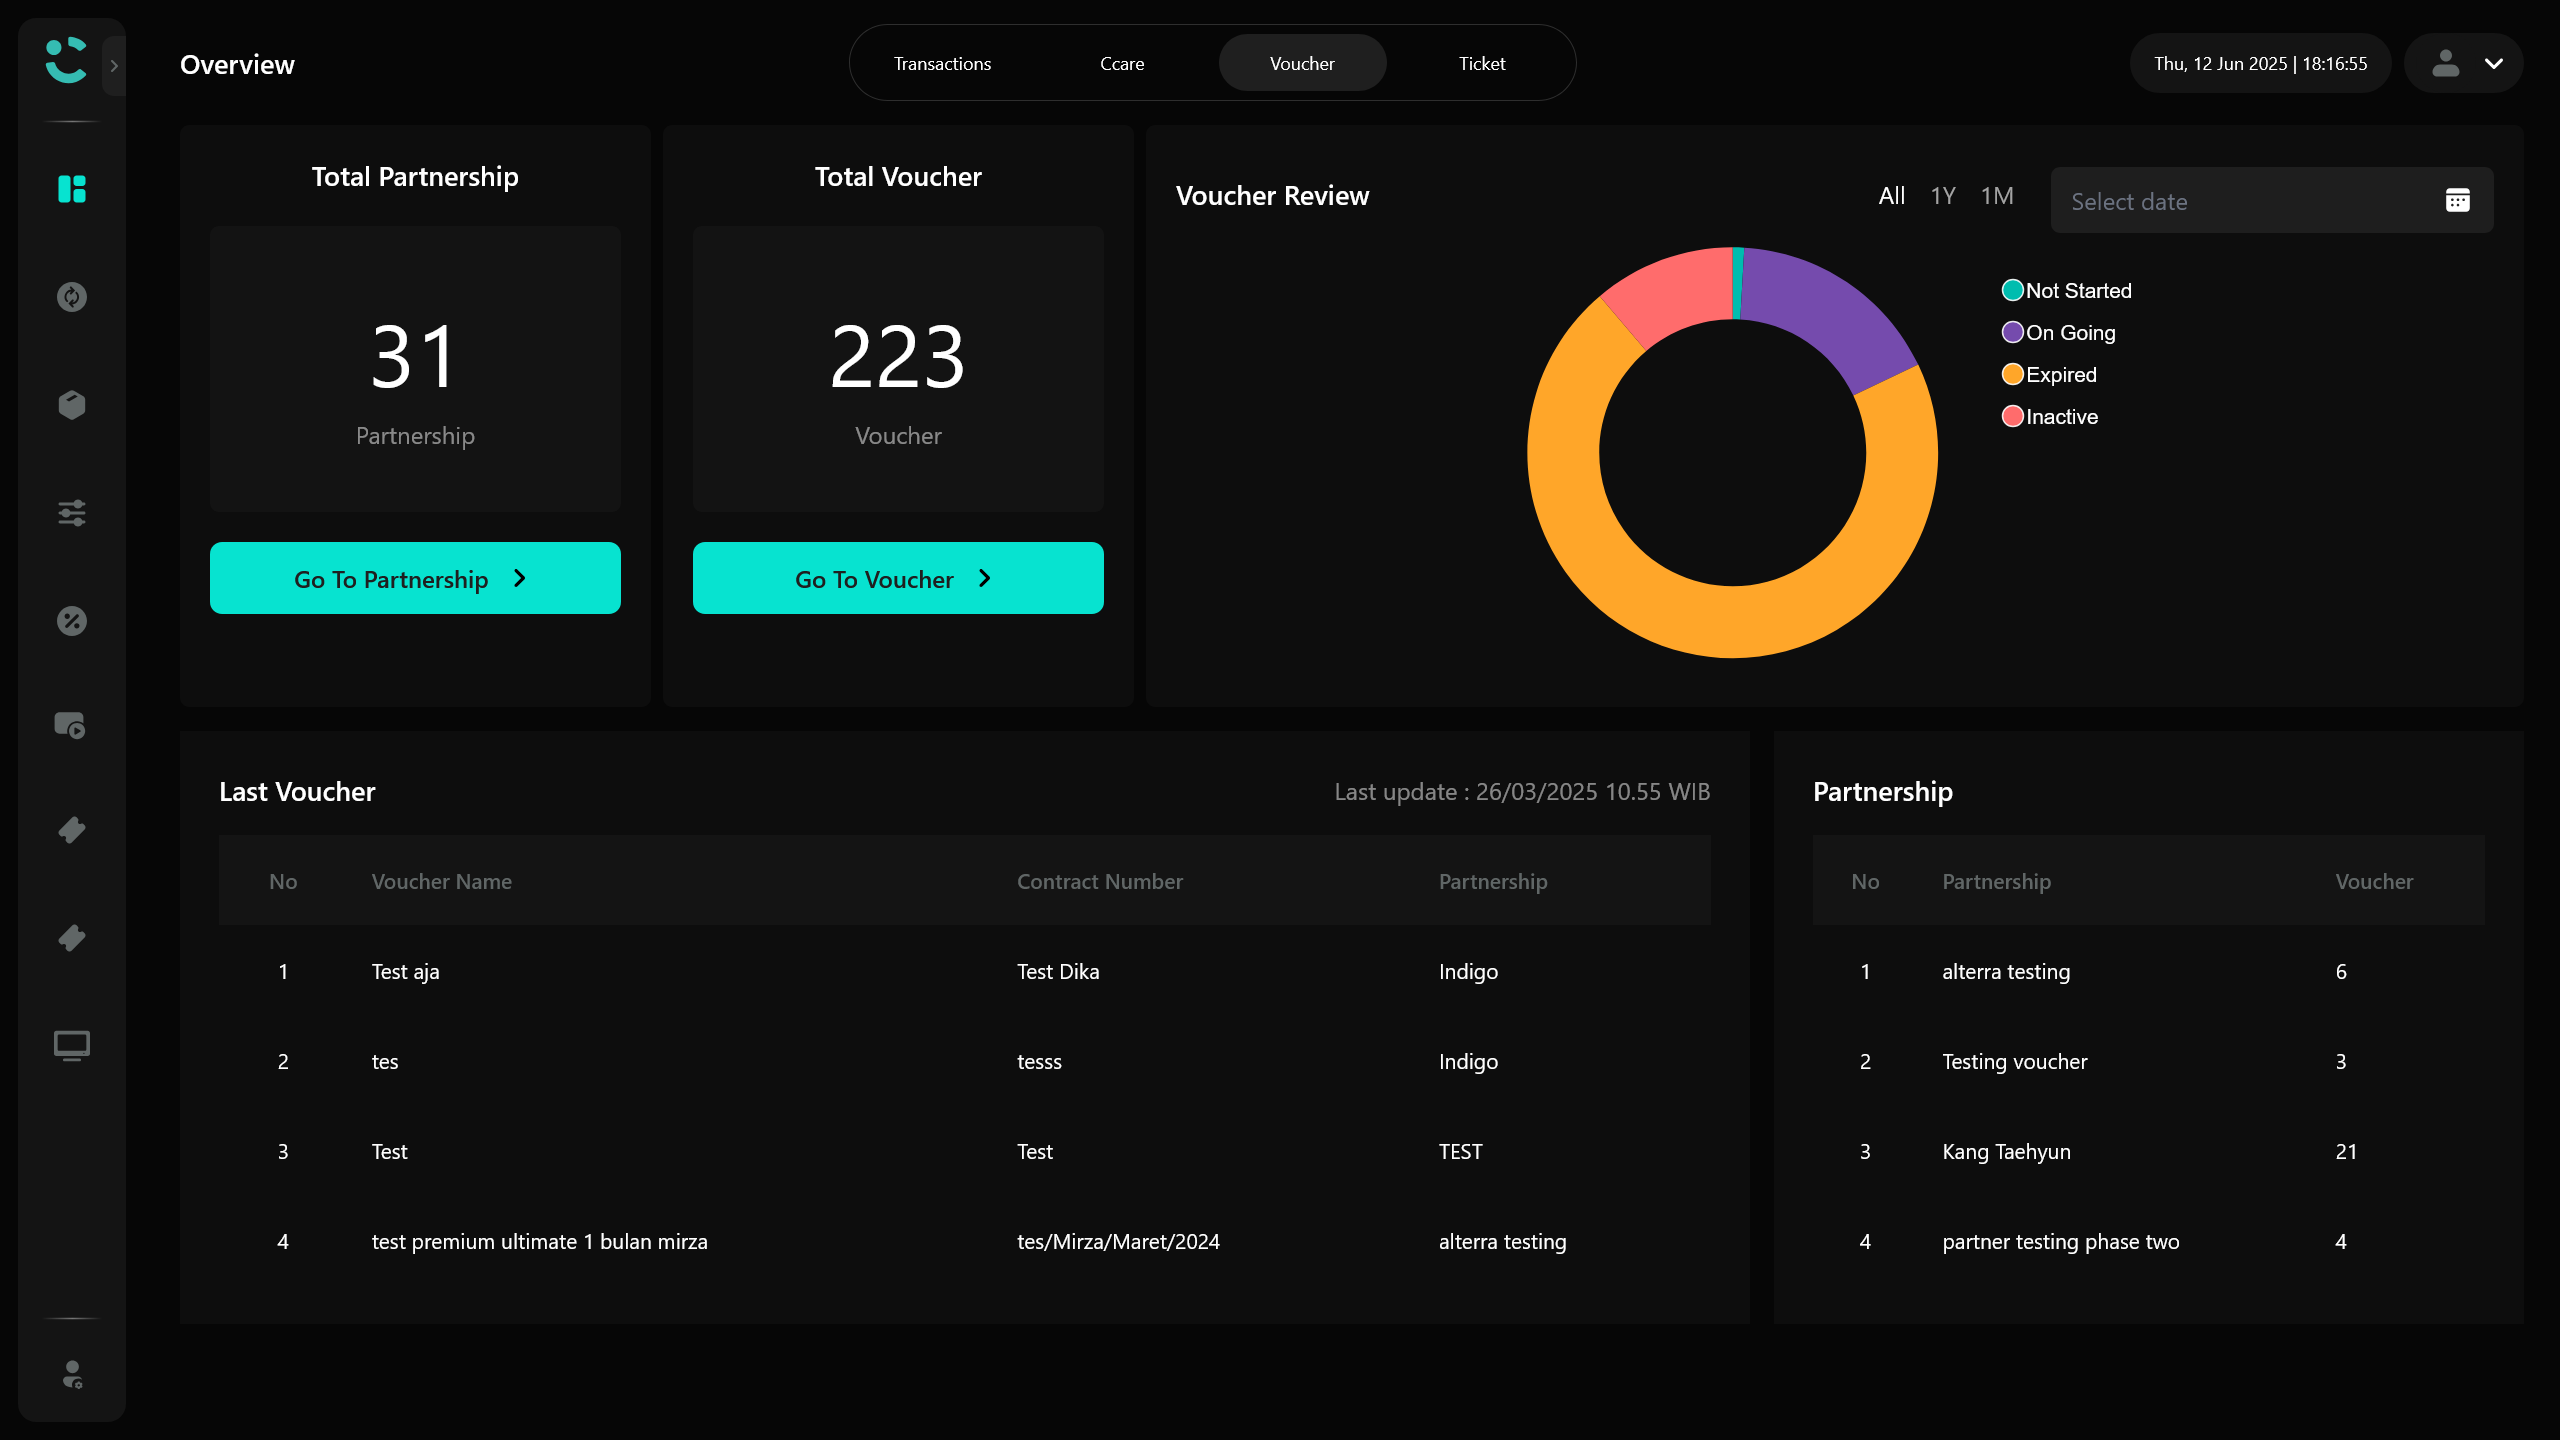 Overview
Transactions
Ccare
Voucher
Ticket
Thu, 12 Jun 2025 | 18:16:55
Total Partnership
31
Partnership
Go To Partnership
Total Voucher
223
Voucher
Go To Voucher
Voucher Review
All 1Y 1M
Select date
Not Started
On Going
Expired
Inactive
Last Voucher
Last update : 26/03/2025 10.55 WIB
No Voucher Name Contract Number Partnership
1 Test aja Test Dika Indigo
2 tes tesss Indigo
3 Test Test TEST
4 test premium ultimate 1 bulan mirza tes/Mirza/Maret/2024 alterra testing
Partnership
No Partnership Voucher
1 alterra testing 6
2 Testing voucher 3
3 Kang Taehyun 21
4 partner testing phase two 4